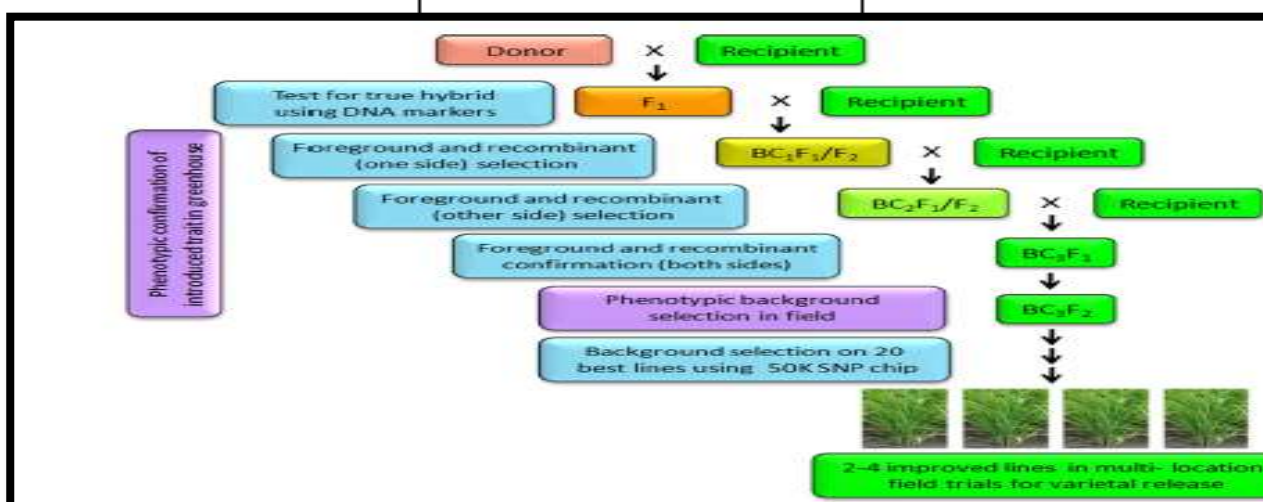 Donor × Recipient
Test for true hybrid
using DNA markers
F₁ × Recipient
Phenotypic confirmation of
introduced trait in greenhouse
Foreground and recombinant
(one side) selection
BC₁F₁/F₂ × Recipient
Foreground and recombinant
(other side) selection
BC₂F₁/F₂ × Recipient
Foreground and recombinant
confirmation (both sides)
BC₃F₁
Phenotypic background
selection in field
BC₃F₂
Background selection on 20
best lines using 50K SNP chip
2-4 improved lines in multi- location
field trials for varietal release